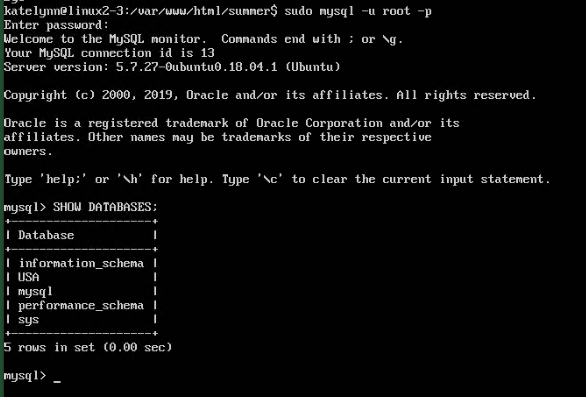 katelynn@linux2-3:/var/www/html/summer$ sudo mysql -u root -p
Enter password:
Welcome to the MySQL monitor.  Commands end with ; or \g.
Your MySQL connection id is 13
Server version: 5.7.27-0ubuntu0.18.04.1 (Ubuntu)
Copyright (c) 2000, 2019, Oracle and/or its affiliates. All rights reserved.
Oracle is a registered trademark of Oracle Corporation and/or its
affiliates. Other names may be trademarks of their respective
owners.
Type 'help;' or '\h' for help. Type '\c' to clear the current input statement.
mysql> SHOW DATABASES;
+--------------------+
| Database           |
+--------------------+
| information_schema |
| USA                |
| mysql              |
| performance_schema |
| sys                |
+--------------------+
5 rows in set (0.00 sec)
mysql> _